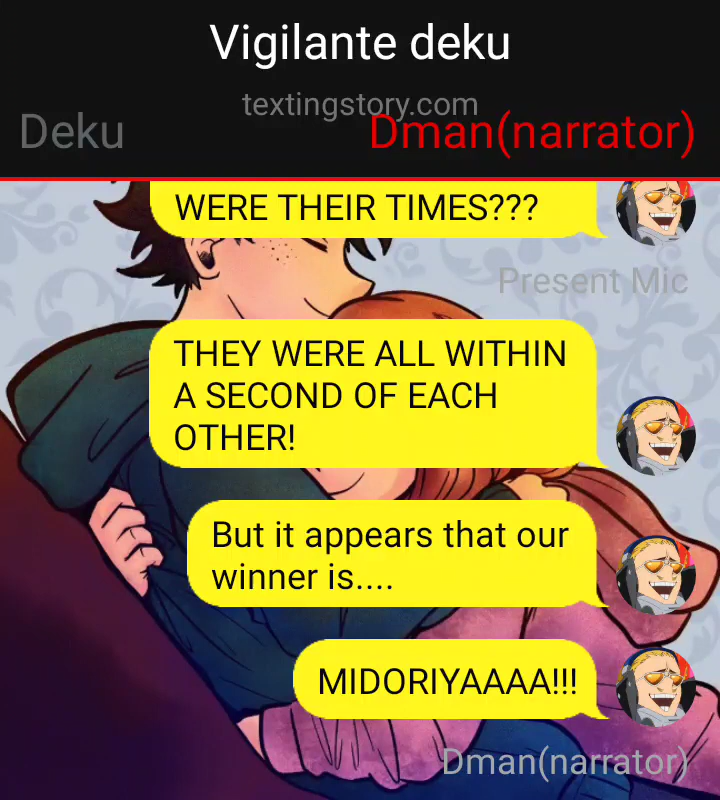 Vigilante deku
textingstory.com
Deku
Dman(narrator)
WERE THEIR TIMES???
Present Mic
THEY WERE ALL WITHIN
A SECOND OF EACH
OTHER!
But it appears that our
winner is....
MIDORIYAAAA!!!
Dman(narrator)